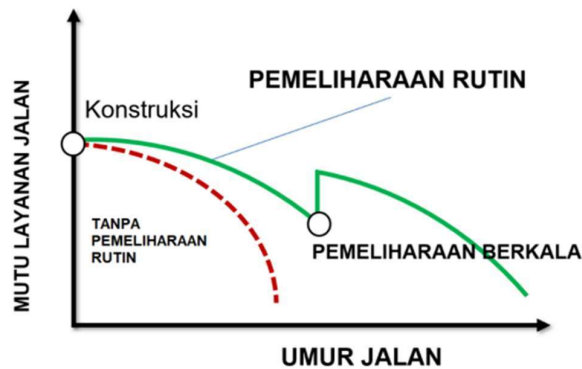 PEMELIHARAAN RUTIN
Konstruksi
MUTU LAYANAN JALAN
TANPA
PEMELIHARAAN
RUTIN
PEMELIHARAAN BERKALA
UMUR JALAN